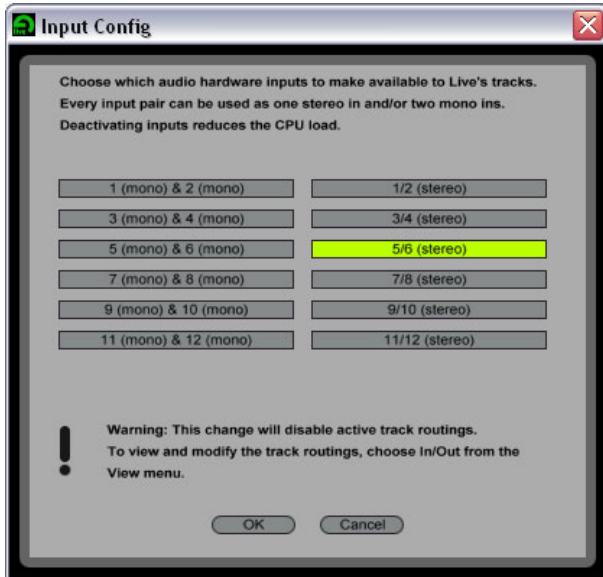 Input Config
Choose which audio hardware inputs to make available to Live's tracks.
Every input pair can be used as one stereo in and/or two mono ins.
Deactivating inputs reduces the CPU load.
1 (mono) & 2 (mono)
1/2 (stereo)
3 (mono) & 4 (mono)
3/4 (stereo)
5 (mono) & 6 (mono)
5/6 (stereo)
7 (mono) & 8 (mono)
7/8 (stereo)
9 (mono) & 10 (mono)
9/10 (stereo)
11 (mono) & 12 (mono)
11/12 (stereo)
!
Warning: This change will disable active track routings.
To view and modify the track routings, choose In/Out from the
View menu.
OK
Cancel